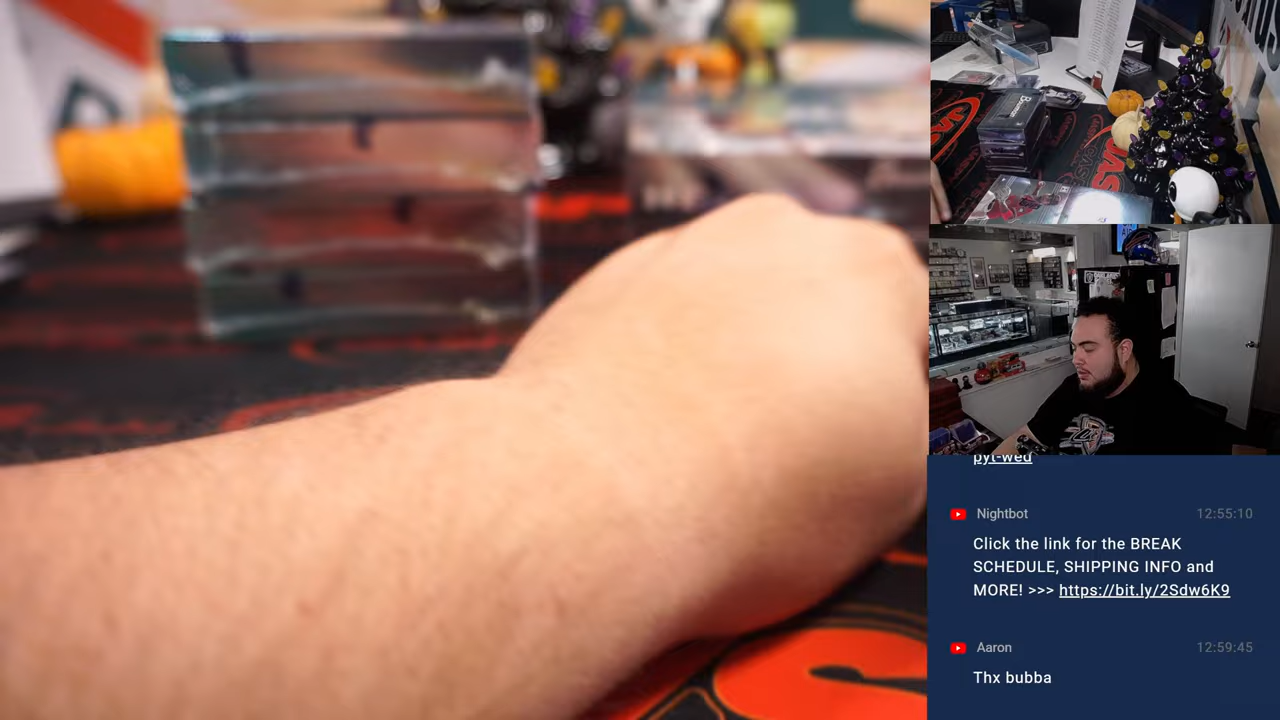 pyt-wed
Nightbot 12:55:10
Click the link for the BREAK
SCHEDULE, SHIPPING INFO and
MORE! >>> https://bit.ly/2Sdw6K9
Aaron 12:59:45
Thx bubba